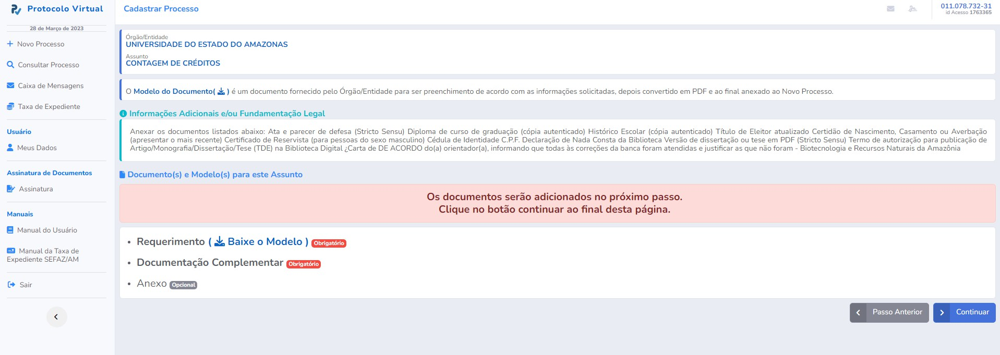 Protocolo Virtual
28 de Março de 2023
Novo Processo
Consultar Processo
Caixa de Mensagens
Taxa de Expediente
Usuário
Meus Dados
Assinatura de Documentos
Assinatura
Manuais
Manual do Usuário
Manual da Taxa de
Expediente SEFAZ/AM
Sair
Cadastrar Processo
011.078.732-31
id Acesso 1763365
Órgão/Entidade
UNIVERSIDADE DO ESTADO DO AMAZONAS
Assunto
CONTAGEM DE CRÉDITOS
O Modelo do Documento( ) é um documento fornecido pelo Órgão/Entidade para ser preenchimento de acordo com as informações solicitadas, depois convertido em PDF e ao final anexado ao Novo Processo.
Informações Adicionais e/ou Fundamentação Legal
Anexar os documentos listados abaixo: Ata e parecer de defesa (Stricto Sensu) Diploma de curso de graduação (cópia autenticado) Histórico Escolar (cópia autenticado) Título de Eleitor atualizado Certidão de Nascimento, Casamento ou Averbação
(apresentar o mais recente) Certificado de Reservista (para pessoas do sexo masculino) Cédula de Identidade C.P.F. Declaração de Nada Consta da Biblioteca Versão de dissertação ou tese em PDF (Stricto Sensu) Termo de autorização para publicação de
Artigo/Monografia/Dissertação/Tese (TDE) na Biblioteca Digital ¿Carta de DE ACORDO do(a) orientador(a), informando que todas às correções da banca foram atendidas e justificar as que não foram - Biotecnologia e Recursos Naturais da Amazônia
Documento(s) e Modelo(s) para este Assunto
Os documentos serão adicionados no próximo passo.
Clique no botão continuar ao final desta página.
• Requerimento ( Baixe o Modelo ) Obrigatório
• Documentação Complementar Obrigatório
• Anexo Opcional
Passo Anterior
Continuar